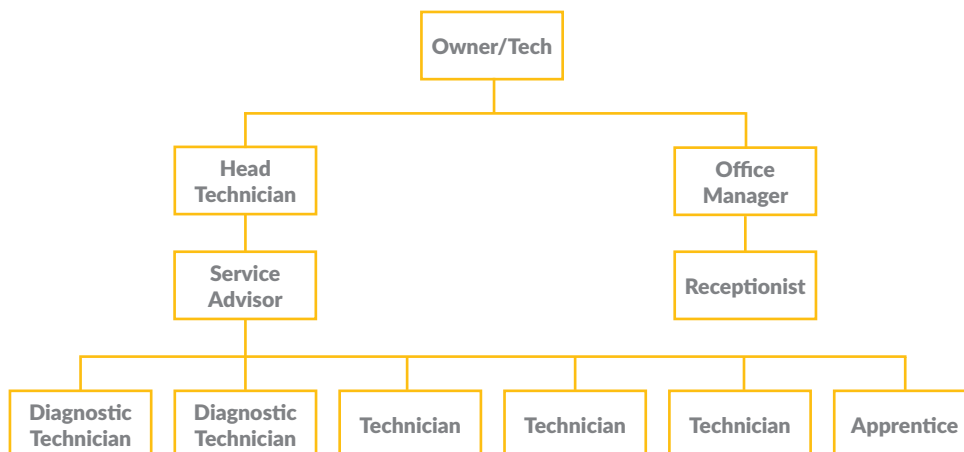 Owner/Tech
Head
Technician
Office
Manager
Service
Advisor
Receptionist
Diagnostic
Technician
Diagnostic
Technician
Technician
Technician
Technician
Apprentice